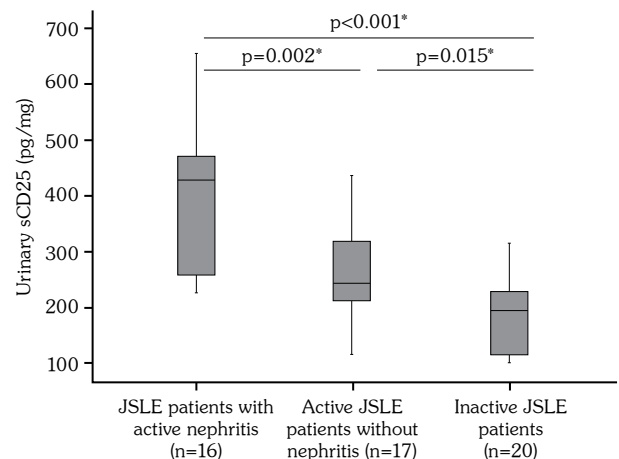 p<0.001*
p=0.002*
p=0.015*
Urinary sCD25 (pg/mg)
700
600
500
400
300
200
100
JSLE patients with
active nephritis
(n=16)
Active JSLE
patients without
nephritis (n=17)
Inactive JSLE
patients
(n=20)